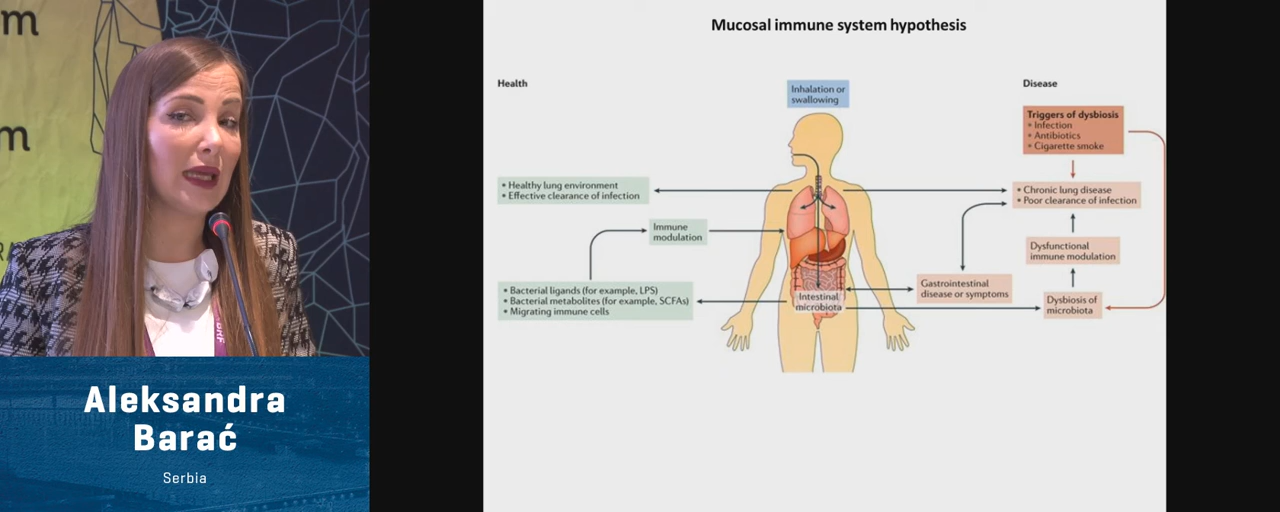 m
m
Aleksandra
Barać
Serbia
Mucosal immune system hypothesis
Health
Inhalation or
swallowing
Disease
Triggers of dysbiosis
• Infection
• Antibiotics
• Cigarette smoke
• Healthy lung environment
• Effective clearance of infection
• Chronic lung disease
• Poor clearance of infection
Immune
modulation
Dysfunctional
immune modulation
• Bacterial ligands (for example, LPS)
• Bacterial metabolites (for example, SCFAs)
• Migrating immune cells
Intestinal
microbiota
Gastrointestinal
disease or symptoms
Dysbiosis of
microbiota